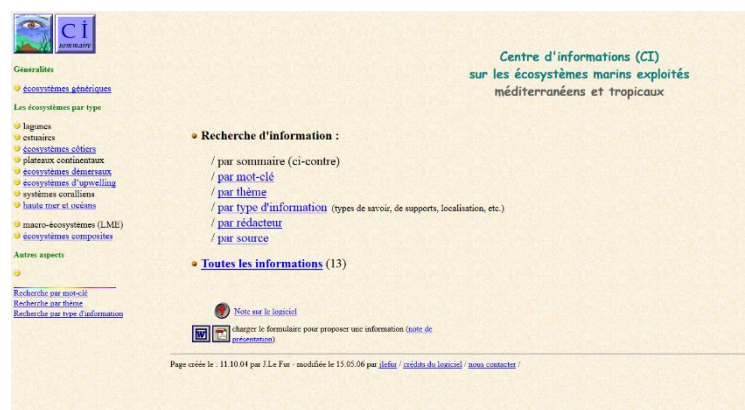 CI
sommaire
Généralités
écosystèmes génériques
Les écosystèmes par type
lagunes
estuaires
écosystèmes côtiers
plateaux continentaux
écosystèmes démersaux
écosystèmes d'upwelling
systèmes coralliens
haute mer et océans
macro-écosystèmes (LME)
écosystèmes composites
Autres aspects
Recherche par mot-clé
Recherche par thème
Recherche par type d'information
Centre d'informations (CI)
sur les écosystèmes marins exploités
méditerranéens et tropicaux
Recherche d'information :
/ par sommaire (ci-contre)
/ par mot-clé
/ par thème
/ par type d'information (types de savoir, de supports, localisation, etc.)
/ par rédacteur
/ par source
Toutes les informations (13)
Note sur le logiciel
charger le formulaire pour proposer une information (note de
présentation)
Page créée le : 11.10.04 par J.Le Fur - modifiée le 15.05.06 par jlefur / crédits du logiciel / nous contacter /